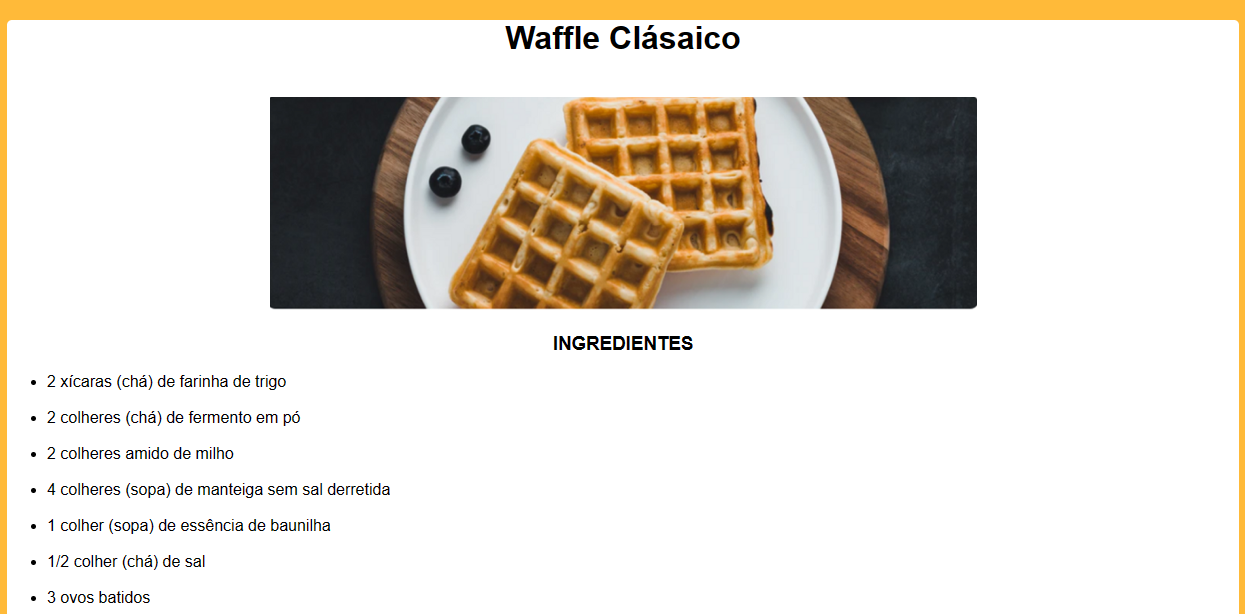 Waffle Clásaico
INGREDIENTES
2 xícaras (chá) de farinha de trigo
2 colheres (chá) de fermento em pó
2 colheres amido de milho
4 colheres (sopa) de manteiga sem sal derretida
1 colher (sopa) de essência de baunilha
1/2 colher (chá) de sal
3 ovos batidos